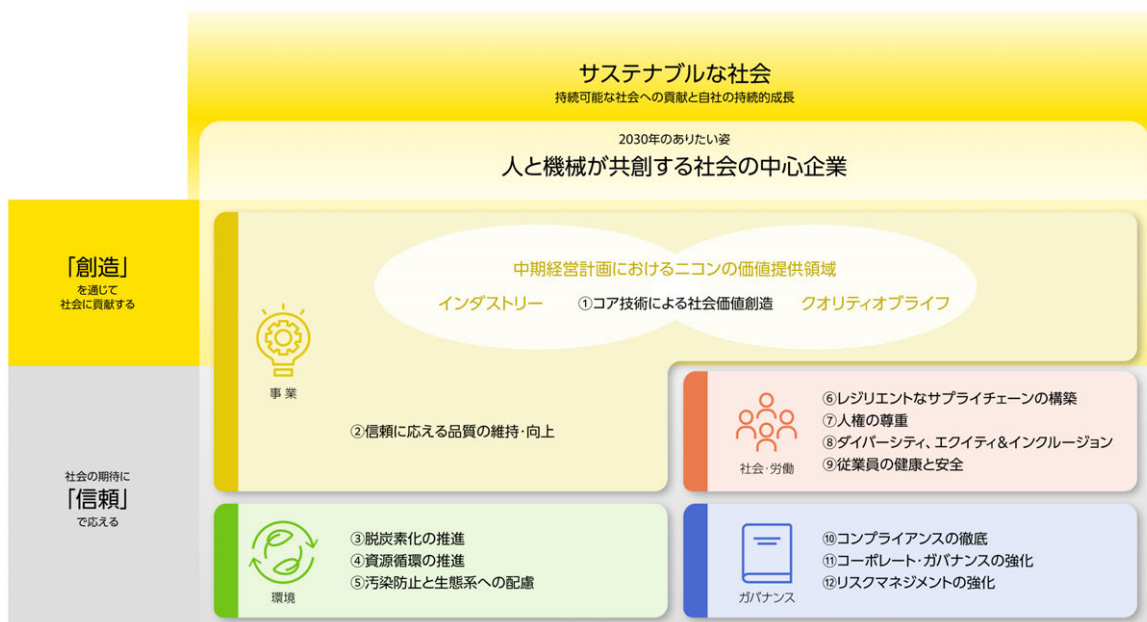 サステナブルな社会
持続可能な社会への貢献と自社の持続的成長
2030年のありたい姿
人と機械が共創する社会の中心企業
「創造」
を通じて
社会に貢献する
中期経営計画におけるニコンの価値提供領域
インダストリー ①コア技術による社会価値創造 クオリティオブライフ
事業
②信頼に応える品質の維持・向上
社会の期待に
「信頼」
で応える
⑥レジリエントなサプライチェーンの構築
⑦人権の尊重
⑧ダイバーシティ、エクイティ&インクルージョン
⑨従業員の健康と安全
社会・労働
③脱炭素化の推進
④資源循環の推進
⑤汚染防止と生態系への配慮
環境
⑩コンプライアンスの徹底
⑪コーポレート・ガバナンスの強化
⑫リスクマネジメントの強化
ガバナンス